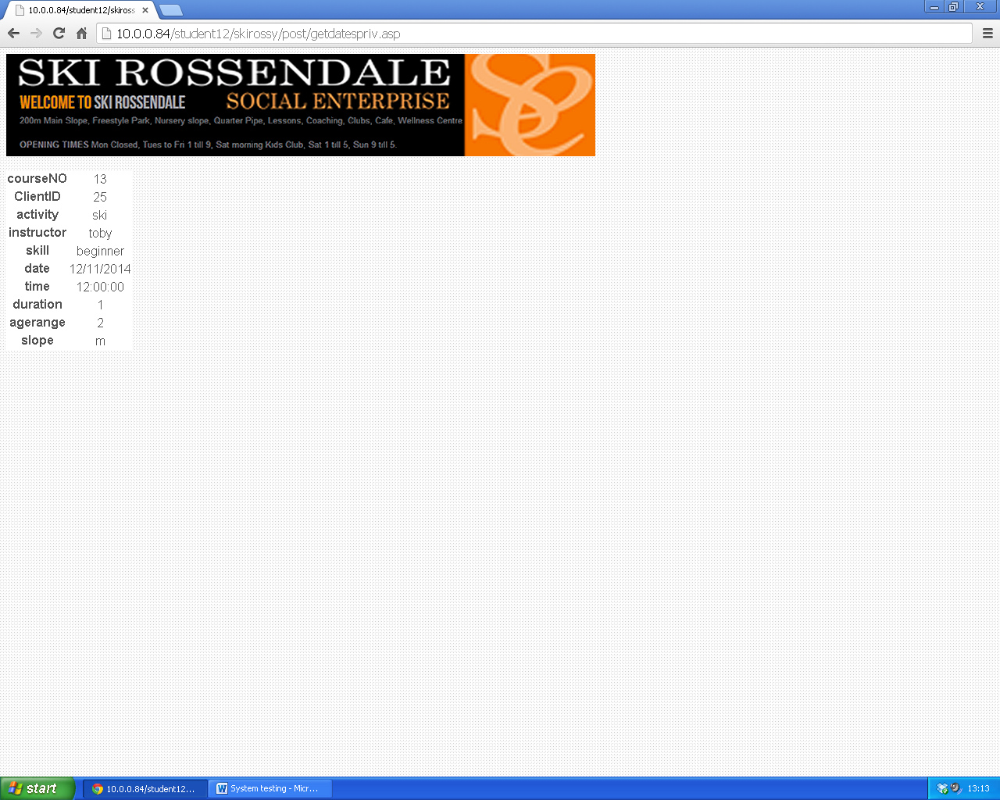 10.0.0.84/student12/skiross
10.0.0.84/student12/skirossy/post/getdatespriv.asp
SKI ROSSENDALE
WELCOME TO SKI ROSSENDALE SOCIAL ENTERPRISE
200m Main Slope, Freestyle Park, Nursery slope, Quarter Pipe, Lessons, Coaching, Clubs, Cafe, Wellness Centre
OPENING TIMES Mon Closed, Tues to Fri 1 till 9, Sat morning Kids Club, Sat 1 till 5, Sun 9 till 5.
courseNO 13
ClientID 25
activity ski
instructor toby
skill beginner
date 12/11/2014
time 12:00:00
duration 1
agerange 2
slope m
start 10.0.0.84/student12... System testing - Micr... 13:13